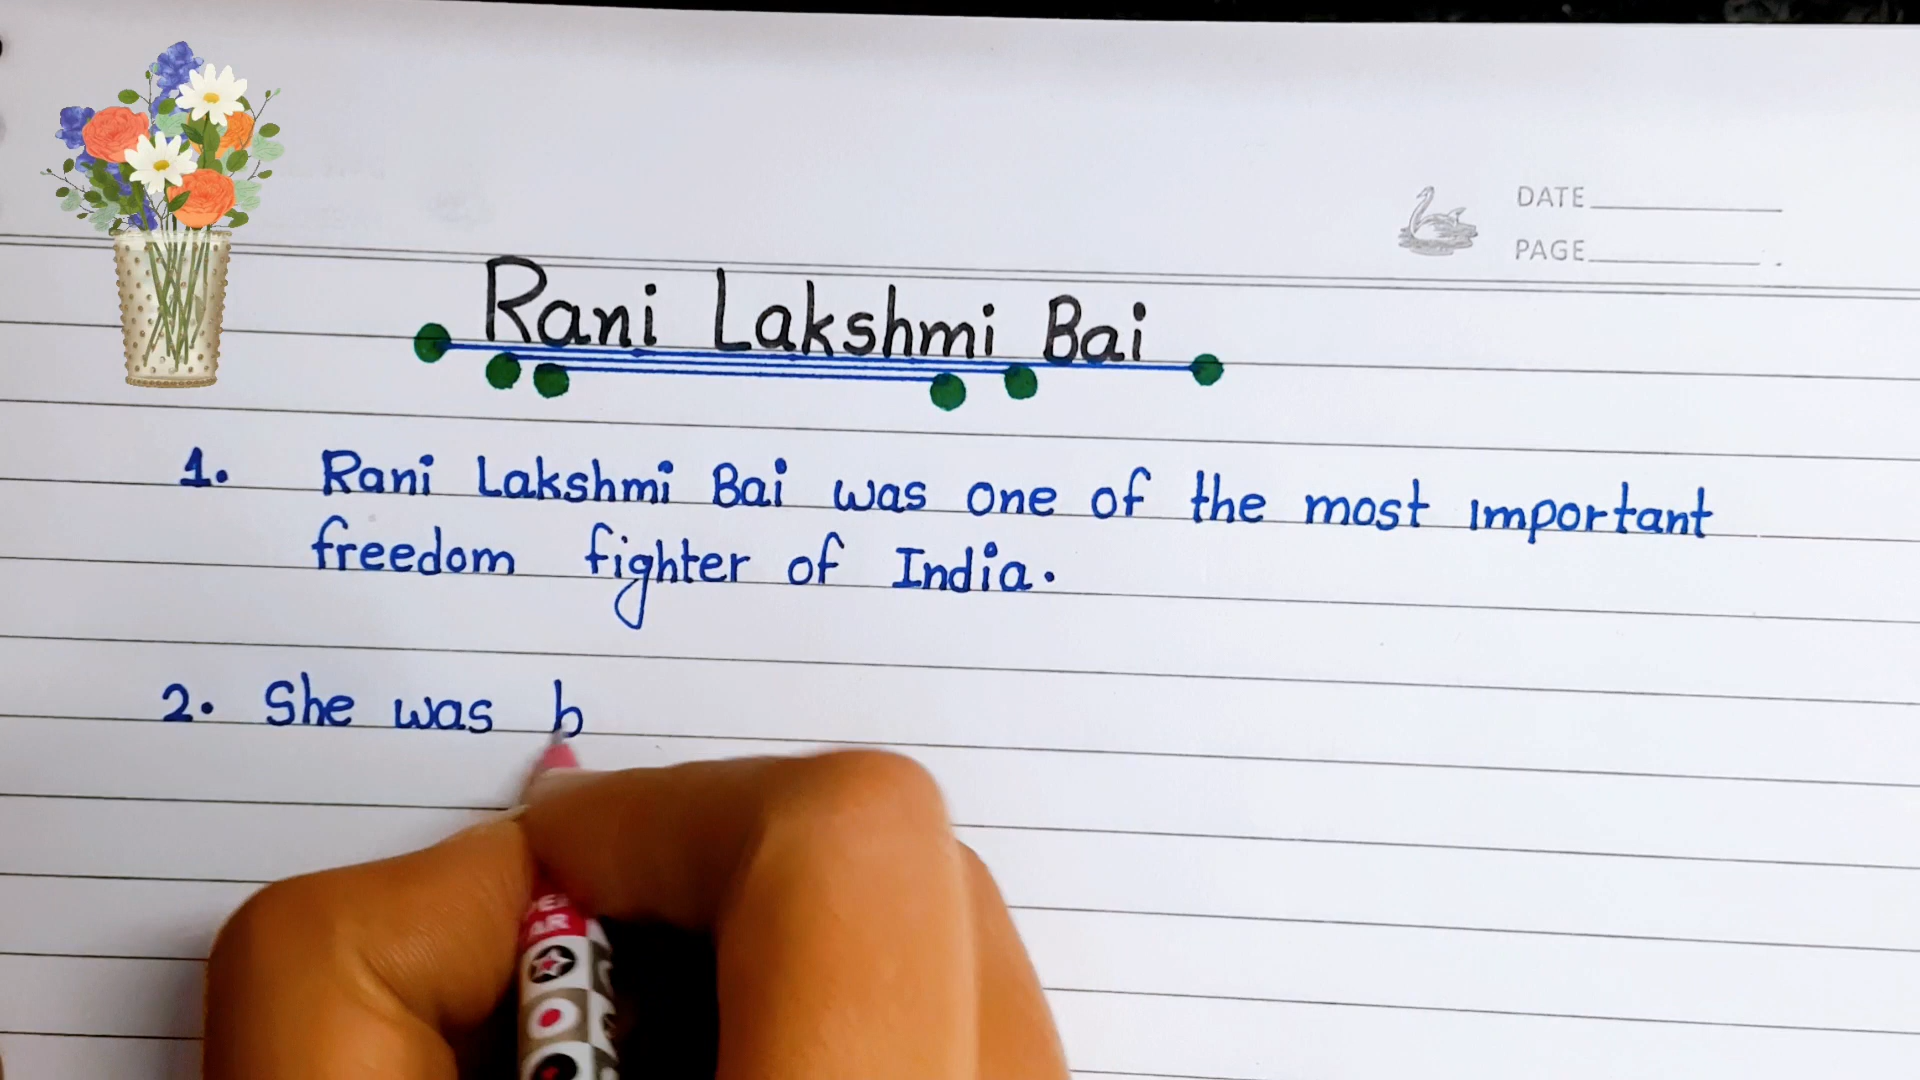 DATE
PAGE
Rani Lakshmi Bai
1. Rani Lakshmi Bai was one of the most important
freedom fighter of India.
2. She was b
AR